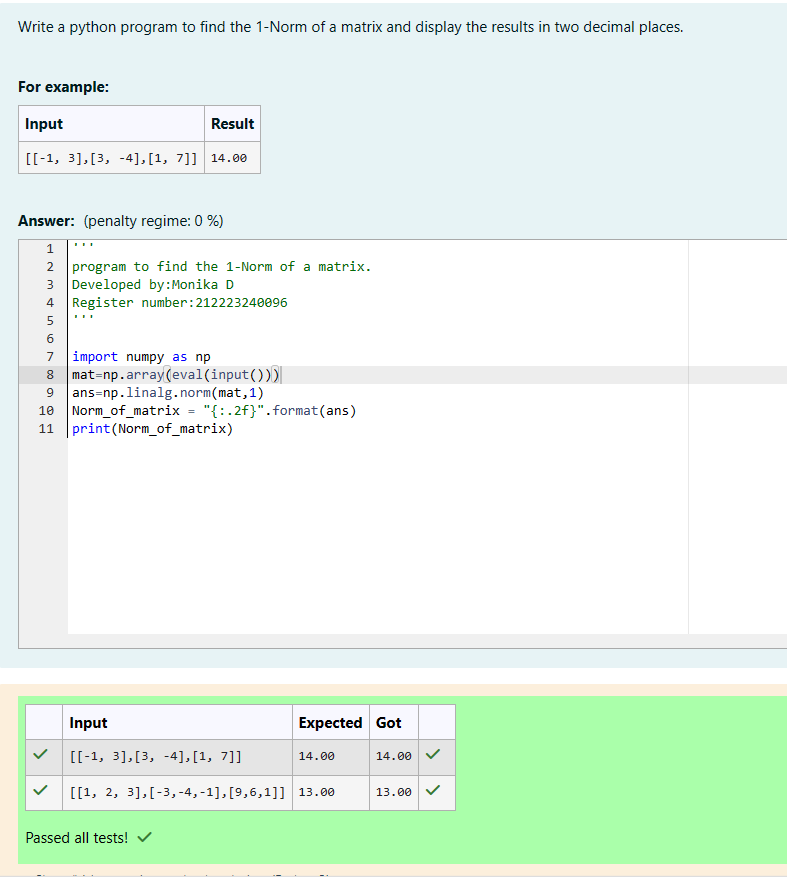 Write a python program to find the 1-Norm of a matrix and display the results in two decimal places.
For example:
Input Result
[[-1, 3],[3, -4],[1, 7]] 14.00
Answer: (penalty regime: 0 %)
1 '''
2 program to find the 1-Norm of a matrix.
3 Developed by:Monika D
4 Register number:212223240096
5 '''
6
7 import numpy as np
8 mat=np.array(eval(input()))
9 ans=np.linalg.norm(mat,1)
10 Norm_of_matrix = "{:.2f}".format(ans)
11 print(Norm_of_matrix)
Input Expected Got
[[-1, 3],[3, -4],[1, 7]] 14.00 14.00
[[1, 2, 3],[-3,-4,-1],[9,6,1]] 13.00 13.00
Passed all tests!